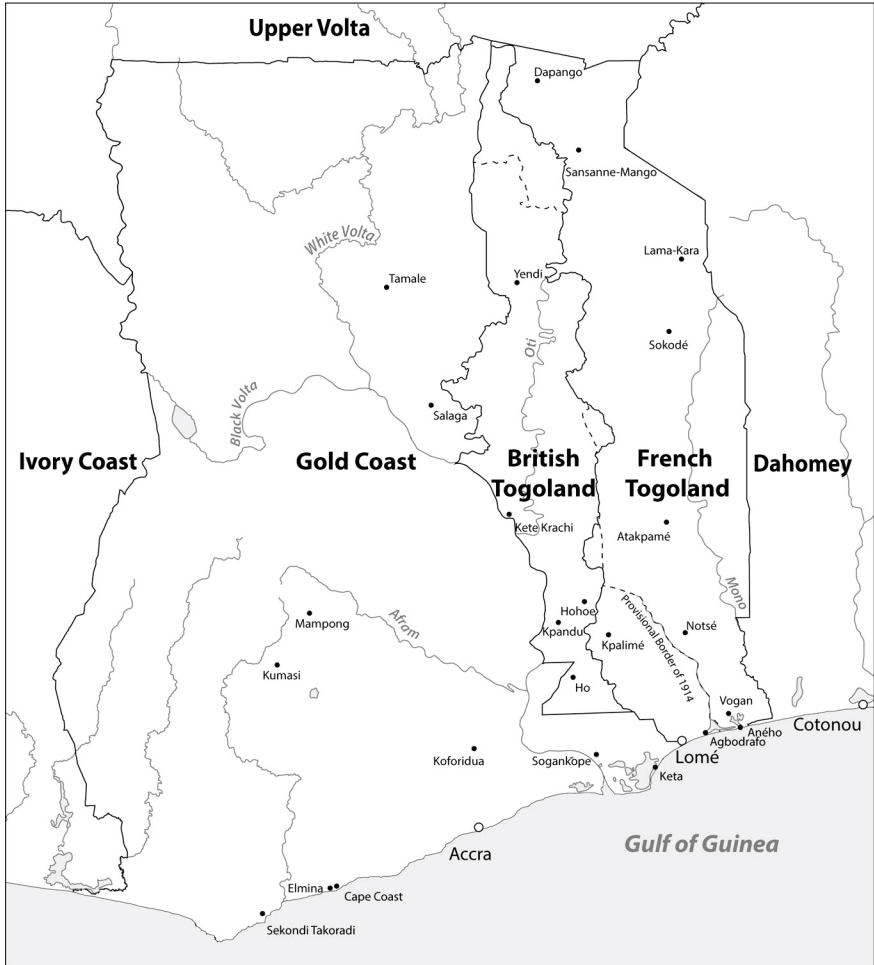 Upper Volta
Dapango
Sansanne-Mango
White Volta
Lama-Kara
Tamale
Yendi
Oti
Sokodé
Black Volta
Salaga
Ivory Coast
Gold Coast
British
Togoland
French
Togoland
Dahomey
Kete Krachi
Atakpamé
Mono
Hohoe
Provisional Border of 1914
Mampong
Afram
Kpandu
Notsé
Kpalimé
Kumasi
Ho
Vogan
Cotonou
Aného
Agbodrafo
Koforidua
Sogankope
Lomé
Keta
Gulf of Guinea
Accra
Elmina
Cape Coast
Sekondi Takoradi